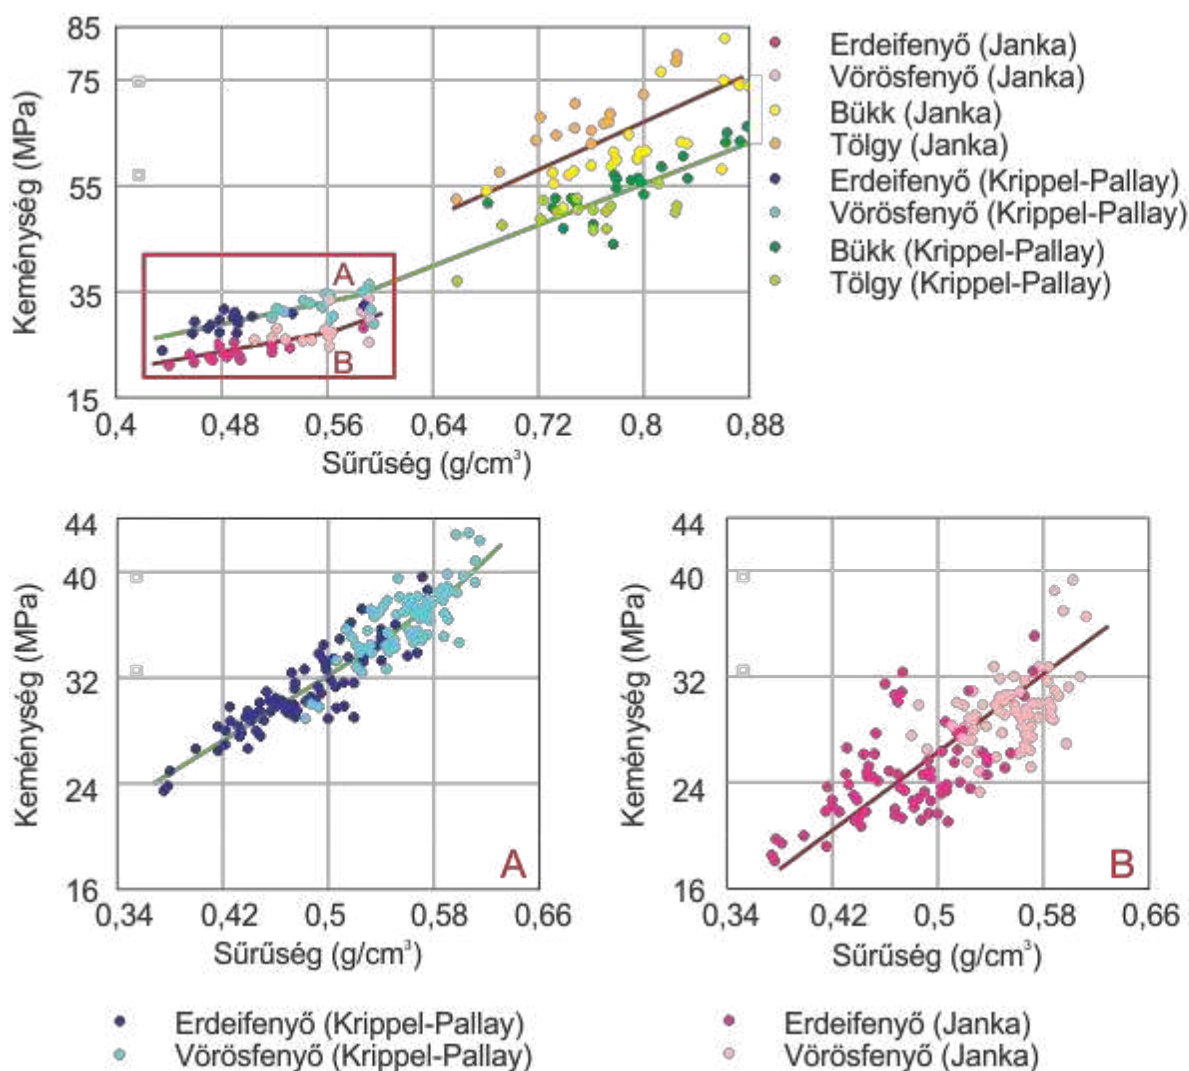 85
75
55
35
15
Keménység (MPa)
A
B
0,4 0,48 0,56 0,64 0,72 0,8 0,88
Sűrűség (g/cm³)
Erdeifenyő (Janka)
Vörösfenyő (Janka)
Bükk (Janka)
Tölgy (Janka)
Erdeifenyő (Krippel-Pallay)
Vörösfenyő (Krippel-Pallay)
Bükk (Krippel-Pallay)
Tölgy (Krippel-Pallay)
44
40
32
24
16
Keménység (MPa)
A
0,34 0,42 0,5 0,58 0,66
Sűrűség (g/cm³)
Erdeifenyő (Krippel-Pallay)
Vörösfenyő (Krippel-Pallay)
44
40
32
24
16
Keménység (MPa)
B
0,34 0,42 0,5 0,58 0,66
Sűrűség (g/cm³)
Erdeifenyő (Janka)
Vörösfenyő (Janka)